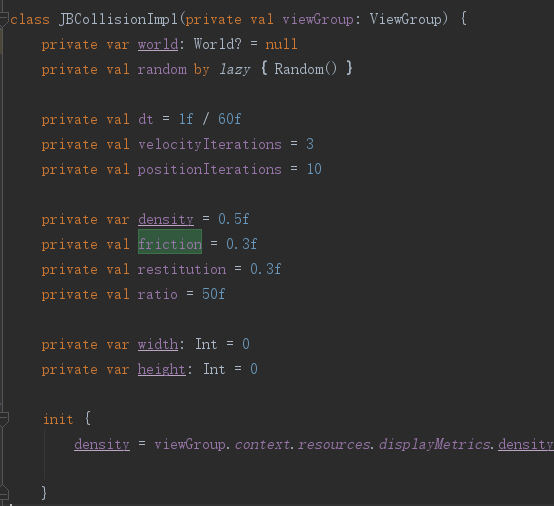 class JBCollisionImpl(private val viewGroup: ViewGroup) {
private var world: World? = null
private val random by lazy { Random() }
private val dt = 1f / 60f
private val velocityIterations = 3
private val positionIterations = 10
private var density = 0.5f
private val friction = 0.3f
private val restitution = 0.3f
private val ratio = 50f
private var width: Int = 0
private var height: Int = 0
init {
density = viewGroup.context.resources.displayMetrics.density
}